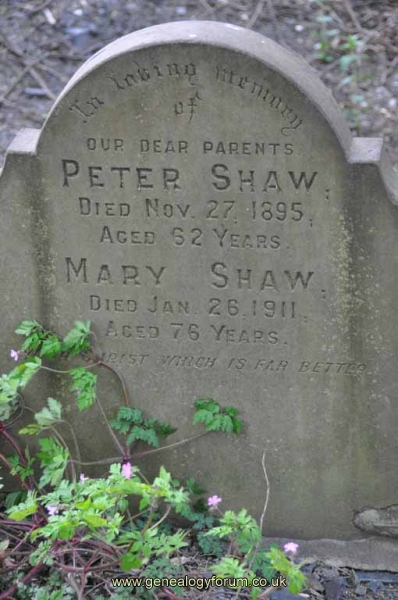 In loving memory
of
OUR DEAR PARENTS
PETER SHAW,
DIED NOV. 27, 1895,
AGED 62 YEARS.
MARY SHAW,
DIED JAN. 26, 1911,
AGED 76 YEARS.
CHRIST WHICH IS FAR BETTER
www.genealogyforum.co.uk